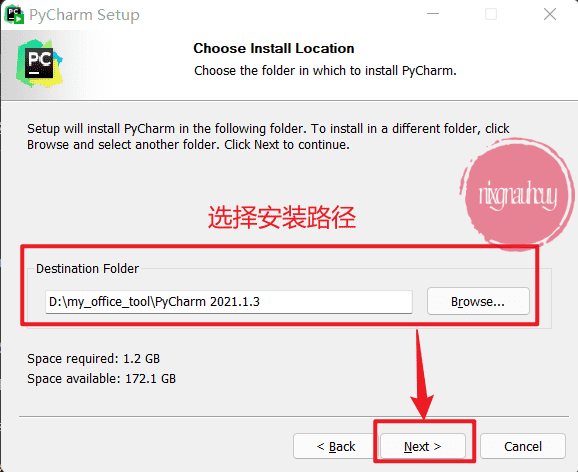 PyCharm Setup
PC
Choose Install Location
Choose the folder in which to install PyCharm.
Setup will install PyCharm in the following folder. To install in a different folder, click
Browse and select another folder. Click Next to continue.
选择安装路径
Destination Folder
D:\my_office_tool\PyCharm 2021.1.3
Browse...
Space required: 1.2 GB
Space available: 172.1 GB
< Back
Next >
Cancel